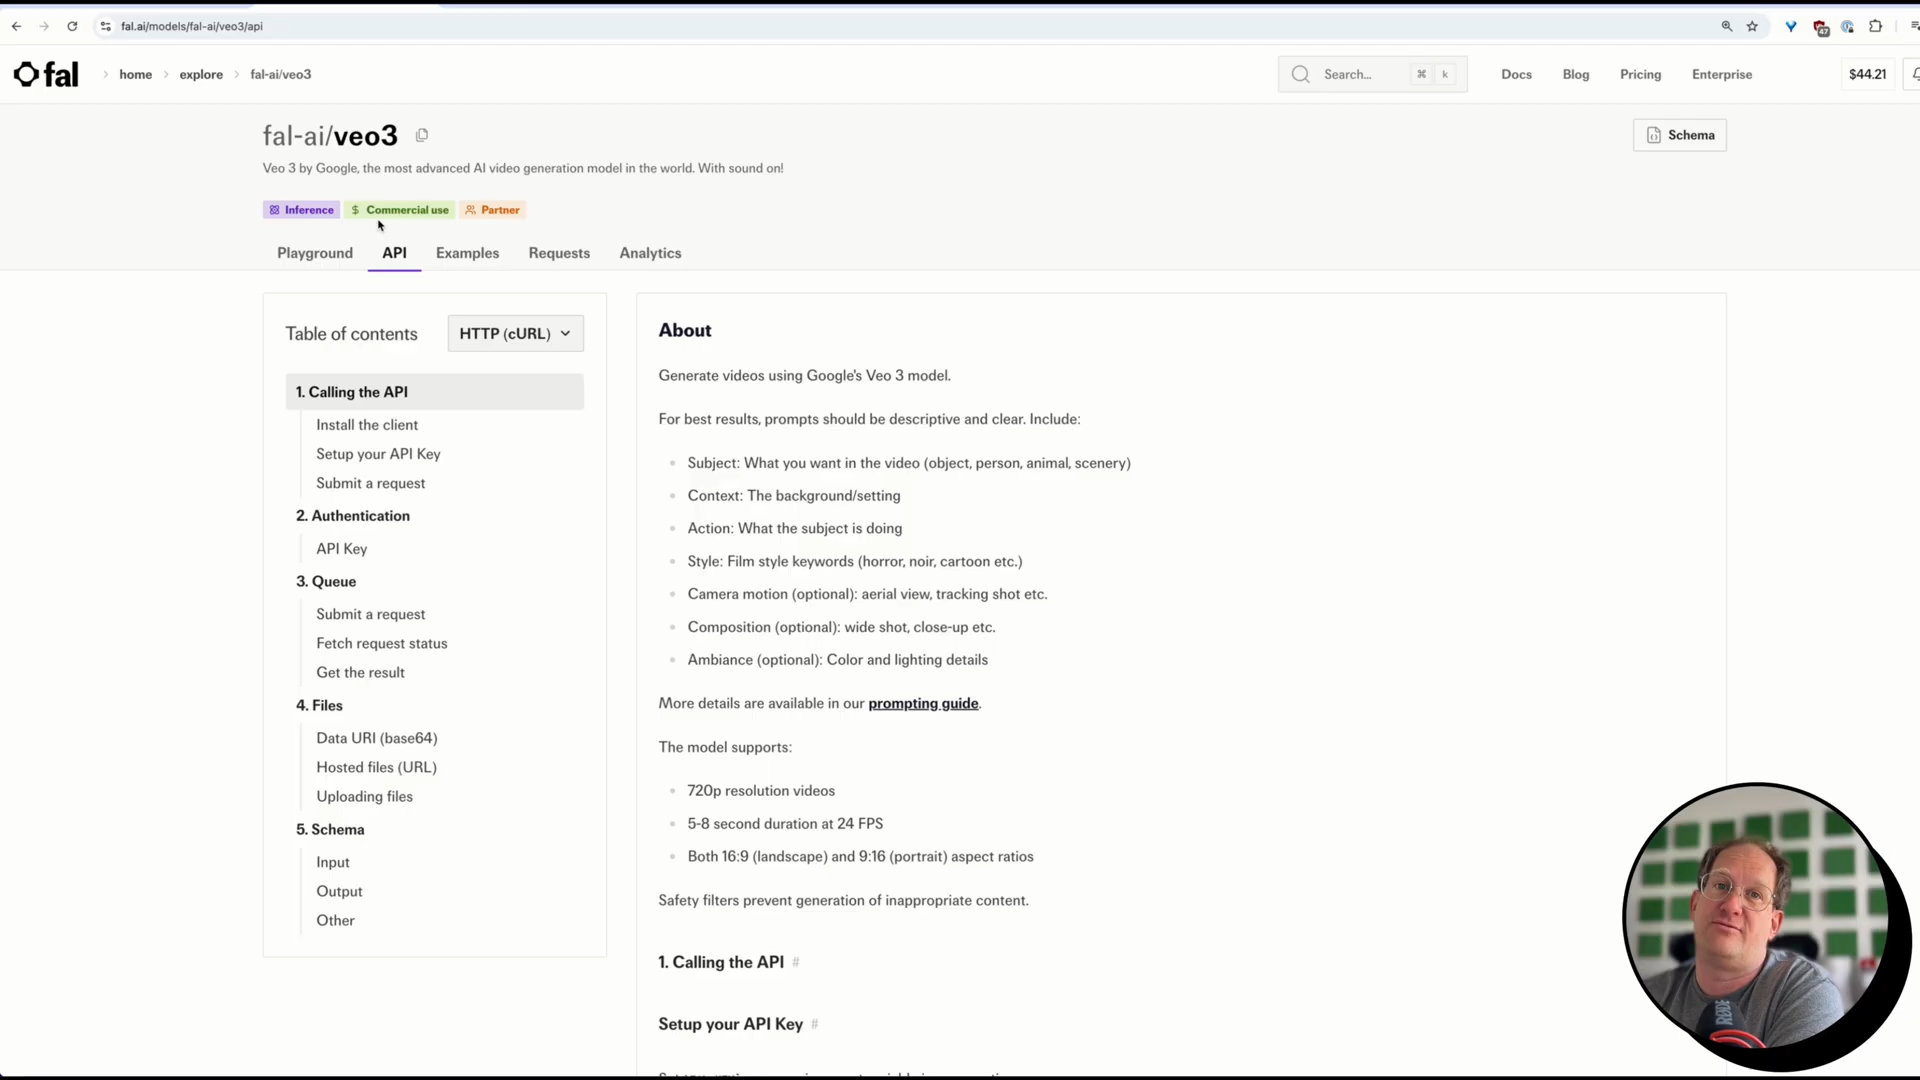 fal.ai/models/fal-ai/veo3/api
47
fal
home
explore
fal-ai/veo3
Search...
⌘ k
Docs
Blog
Pricing
Enterprise
$44.21
fal-ai/veo3
Schema
Veo 3 by Google, the most advanced AI video generation model in the world. With sound on!
Inference
Commercial use
Partner
Playground
API
Examples
Requests
Analytics
Table of contents
HTTP (cURL)
1. Calling the API
Install the client
Setup your API Key
Submit a request
2. Authentication
API Key
3. Queue
Submit a request
Fetch request status
Get the result
4. Files
Data URI (base64)
Hosted files (URL)
Uploading files
5. Schema
Input
Output
Other
About
Generate videos using Google's Veo 3 model.
For best results, prompts should be descriptive and clear. Include:
Subject: What you want in the video (object, person, animal, scenery)
Context: The background/setting
Action: What the subject is doing
Style: Film style keywords (horror, noir, cartoon etc.)
Camera motion (optional): aerial view, tracking shot etc.
Composition (optional): wide shot, close-up etc.
Ambiance (optional): Color and lighting details
More details are available in our prompting guide.
The model supports:
720p resolution videos
5-8 second duration at 24 FPS
Both 16:9 (landscape) and 9:16 (portrait) aspect ratios
Safety filters prevent generation of inappropriate content.
1. Calling the API #
Setup your API Key #
RØDE